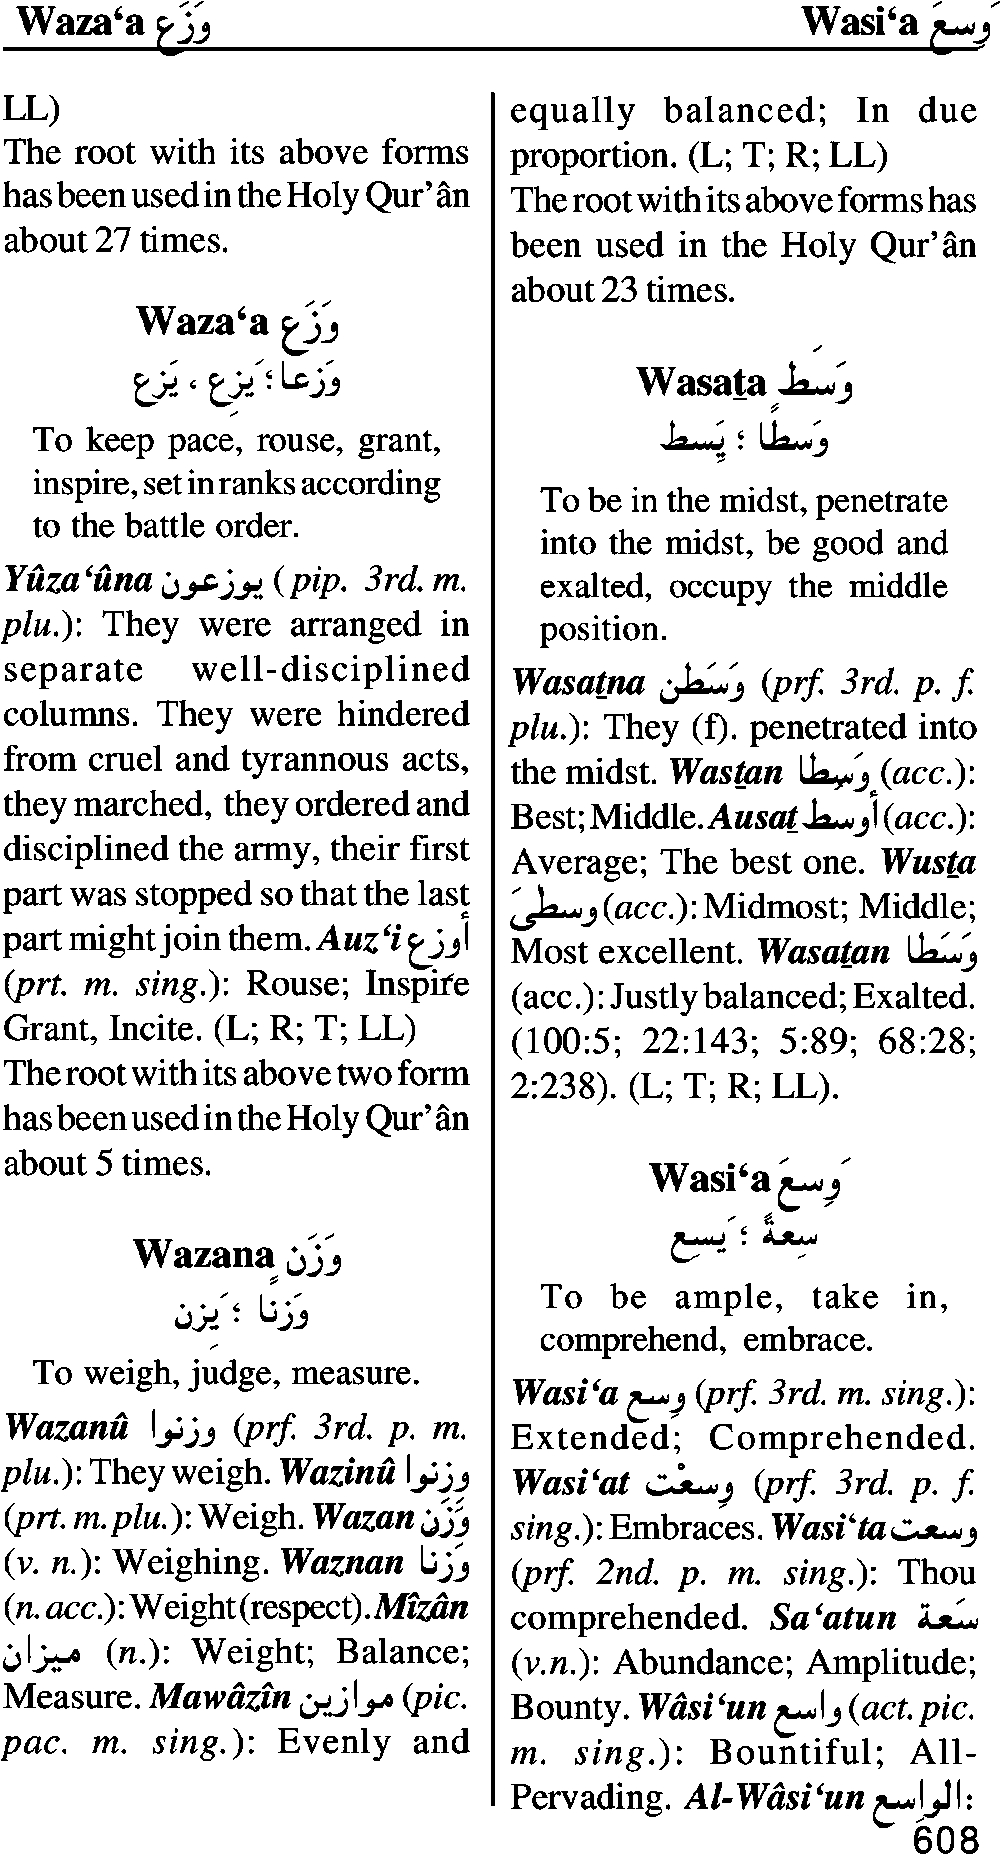 Waza‘a وَزَع
Wasi‘a وَسِعَ
LL)
The root with its above forms
has been used in the Holy Qur’ân
about 27 times.
Waza‘a وَزَع
وَزعا؛ يَزِع ، يَزع
To keep pace, rouse, grant,
inspire, set in ranks according
to the battle order.
Yûza‘ûna يوزعون (pip. 3rd. m.
plu.): They were arranged in
separate well-disciplined
columns. They were hindered
from cruel and tyrannous acts,
they marched, they ordered and
disciplined the army, their first
part was stopped so that the last
part might join them. Auz‘i أوزع
(prt. m. sing.): Rouse; Inspire
Grant, Incite. (L; R; T; LL)
The root with its above two form
has been used in the Holy Qur’ân
about 5 times.
Wazana وَزَن
وَزنًا ؛ يَزِن
To weigh, judge, measure.
Wazanû وزنوا (prf. 3rd. p. m.
plu.): They weigh. Wazinû وزِنوا
(prt. m. plu.): Weigh. Wazan وَزَن
(v. n.): Weighing. Waznan وَزنا
(n. acc.): Weight (respect). Mîzân
ميزان (n.): Weight; Balance;
Measure. Mawâzîn موازين (pic.
pac. m. sing.): Evenly and
equally balanced; In due
proportion. (L; T; R; LL)
The root with its above forms has
been used in the Holy Qur’ân
about 23 times.
Wasaṯa وَسَط
وَسطًا ؛ يَسِط
To be in the midst, penetrate
into the midst, be good and
exalted, occupy the middle
position.
Wasaṯna وَسَطن (prf. 3rd. p. f.
plu.): They (f). penetrated into
the midst. Wasṯan وَسِطا (acc.):
Best; Middle. Ausaṯ أوسط (acc.):
Average; The best one. Wusṯa
وسطىَ (acc.): Midmost; Middle;
Most excellent. Wasaṯan وَسَطا
(acc.): Justly balanced; Exalted.
(100:5; 22:143; 5:89; 68:28;
2:238). (L; T; R; LL).
Wasi‘a وَسِعَ
سِعةً ؛ يَسِع
To be ample, take in,
comprehend, embrace.
Wasi‘a وسِع (prf. 3rd. m. sing.):
Extended; Comprehended.
Wasi‘at وسِعْت (prf. 3rd. p. f.
sing.): Embraces. Wasi‘ta وسعت
(prf. 2nd. p. m. sing.): Thou
comprehended. Sa‘atun سَعة
(v.n.): Abundance; Amplitude;
Bounty. Wâsi‘un واسع (act. pic.
m. sing.): Bountiful; All-
Pervading. Al-Wâsi‘un الواسِع:
608